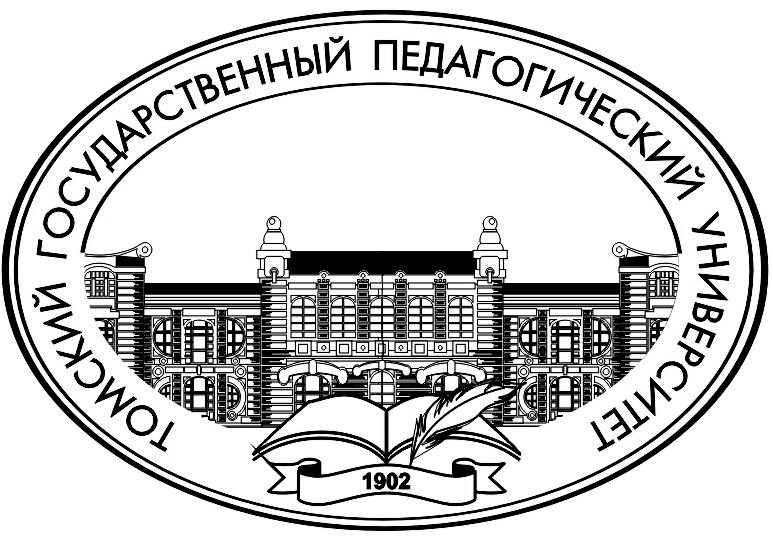 ТОМСКИЙ ГОСУДАРСТВЕННЫЙ ПЕДАГОГИЧЕСКИЙ УНИВЕРСИТЕТ
1902